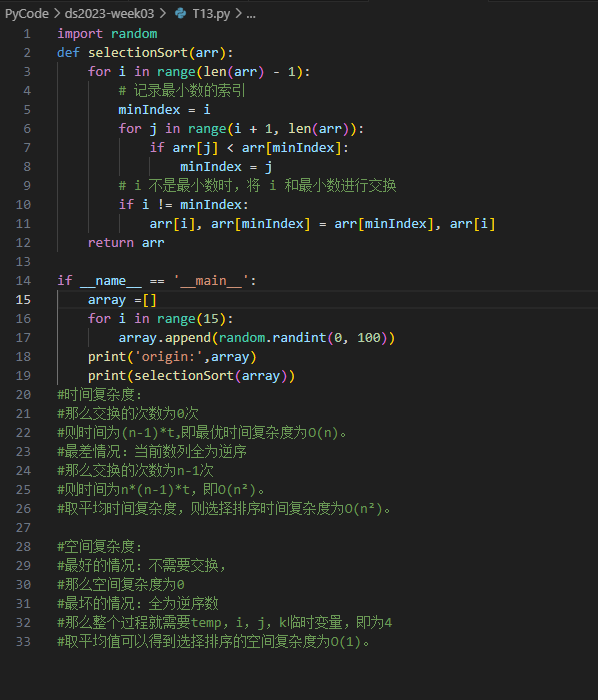 PyCode > ds2023-week03 > T13.py > ...
1 import random
2 def selectionSort(arr):
3     for i in range(len(arr) - 1):
4         # 记录最小数的索引
5         minIndex = i
6         for j in range(i + 1, len(arr)):
7             if arr[j] < arr[minIndex]:
8                 minIndex = j
9         # i 不是最小数时，将 i 和最小数进行交换
10         if i != minIndex:
11             arr[i], arr[minIndex] = arr[minIndex], arr[i]
12     return arr
13
14 if __name__ == '__main__':
15     array =[]
16     for i in range(15):
17         array.append(random.randint(0, 100))
18     print('origin:',array)
19     print(selectionSort(array))
20 #时间复杂度：
21 #那么交换的次数为0次
22 #则时间为(n-1)*t,即最优时间复杂度为O(n)。
23 #最差情况：当前数列全为逆序
24 #那么交换的次数为n-1次
25 #则时间为n*(n-1)*t，即O(n²)。
26 #取平均时间复杂度，则选择排序时间复杂度为O(n²)。
27
28 #空间复杂度：
29 #最好的情况：不需要交换，
30 #那么空间复杂度为0
31 #最坏的情况：全为逆序数
32 #那么整个过程就需要temp，i，j，k临时变量，即为4
33 #取平均值可以得到选择排序的空间复杂度为O(1)。